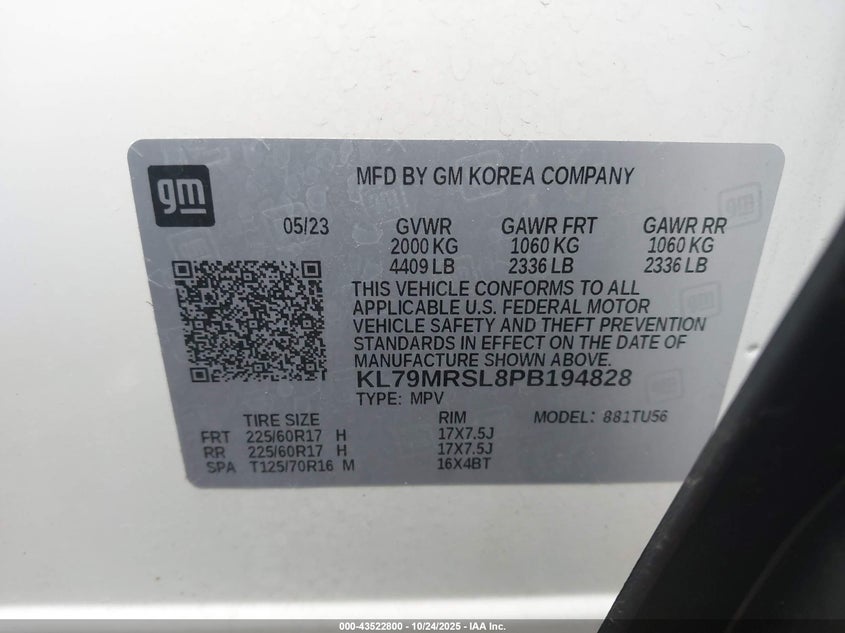 gm
MFD BY GM KOREA COMPANY
05/23 GVWR GAWR FRT GAWR RR
2000 KG 1060 KG 1060 KG
4409 LB 2336 LB 2336 LB
THIS VEHICLE CONFORMS TO ALL
APPLICABLE U.S. FEDERAL MOTOR
VEHICLE SAFETY AND THEFT PREVENTION
STANDARDS IN EFFECT ON THE DATE OF
MANUFACTURE SHOWN ABOVE.
KL79MRSL8PB194828
TYPE: MPV
TIRE SIZE RIM MODEL: 881TU56
FRT 225/60R17 H 17X7.5J
RR 225/60R17 H 17X7.5J
SPA T125/70R16 M 16X4BT
000-43522800 - 10/24/2025 - IAA Inc.